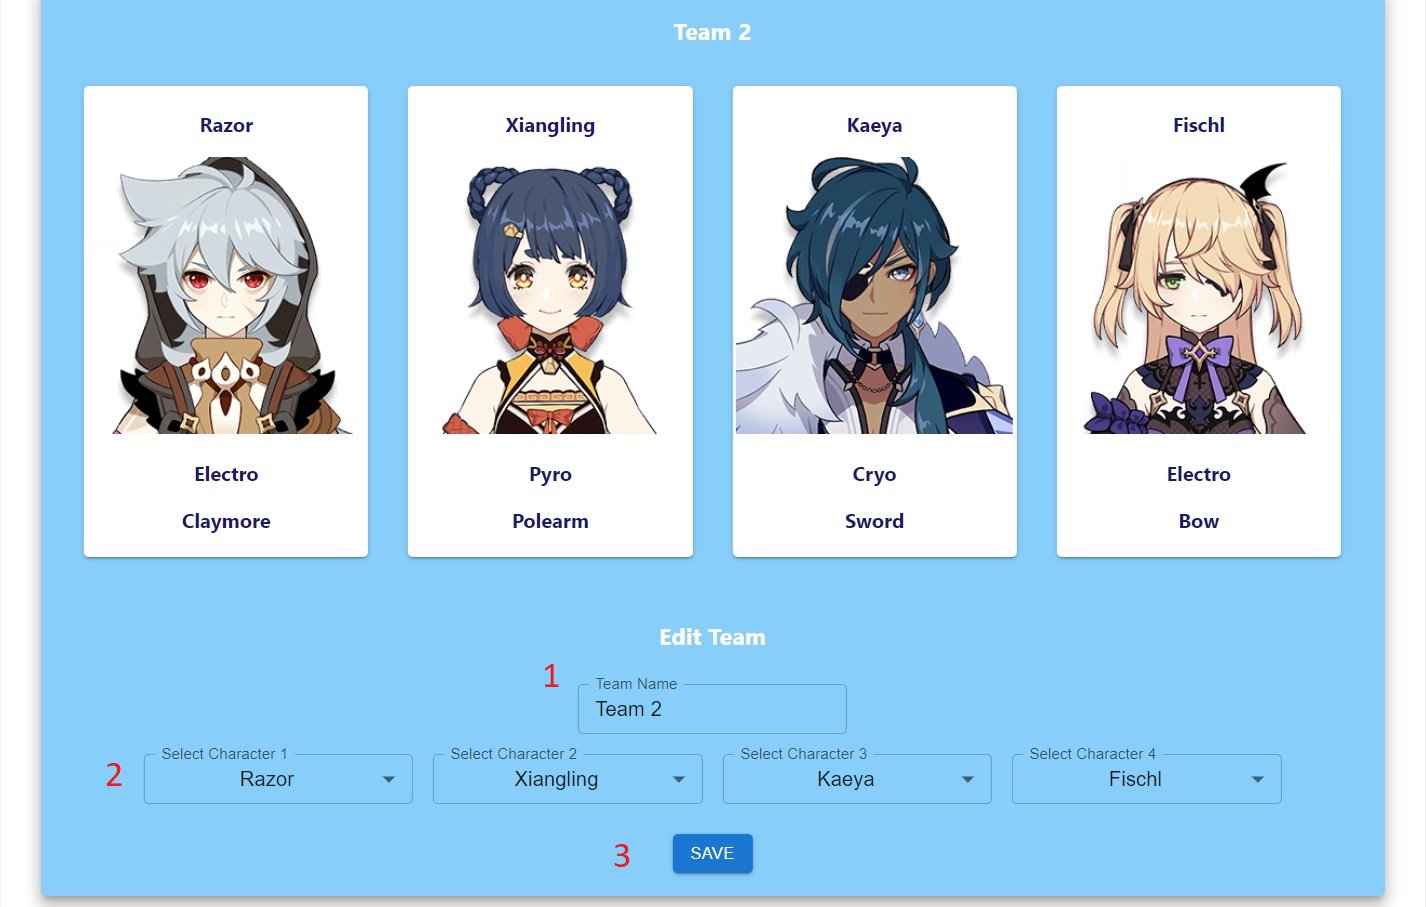 Team 2
Razor
Xiangling
Kaeya
Fischl
Electro
Pyro
Cryo
Electro
Claymore
Polearm
Sword
Bow
Edit Team
1
Team Name
Team 2
2
Select Character 1
Select Character 2
Select Character 3
Select Character 4
Razor
Xiangling
Kaeya
Fischl
3
SAVE